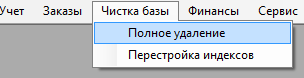 Учет Заказы Чистка базы Финансы Сервис
Полное удаление
Перестройка индексов